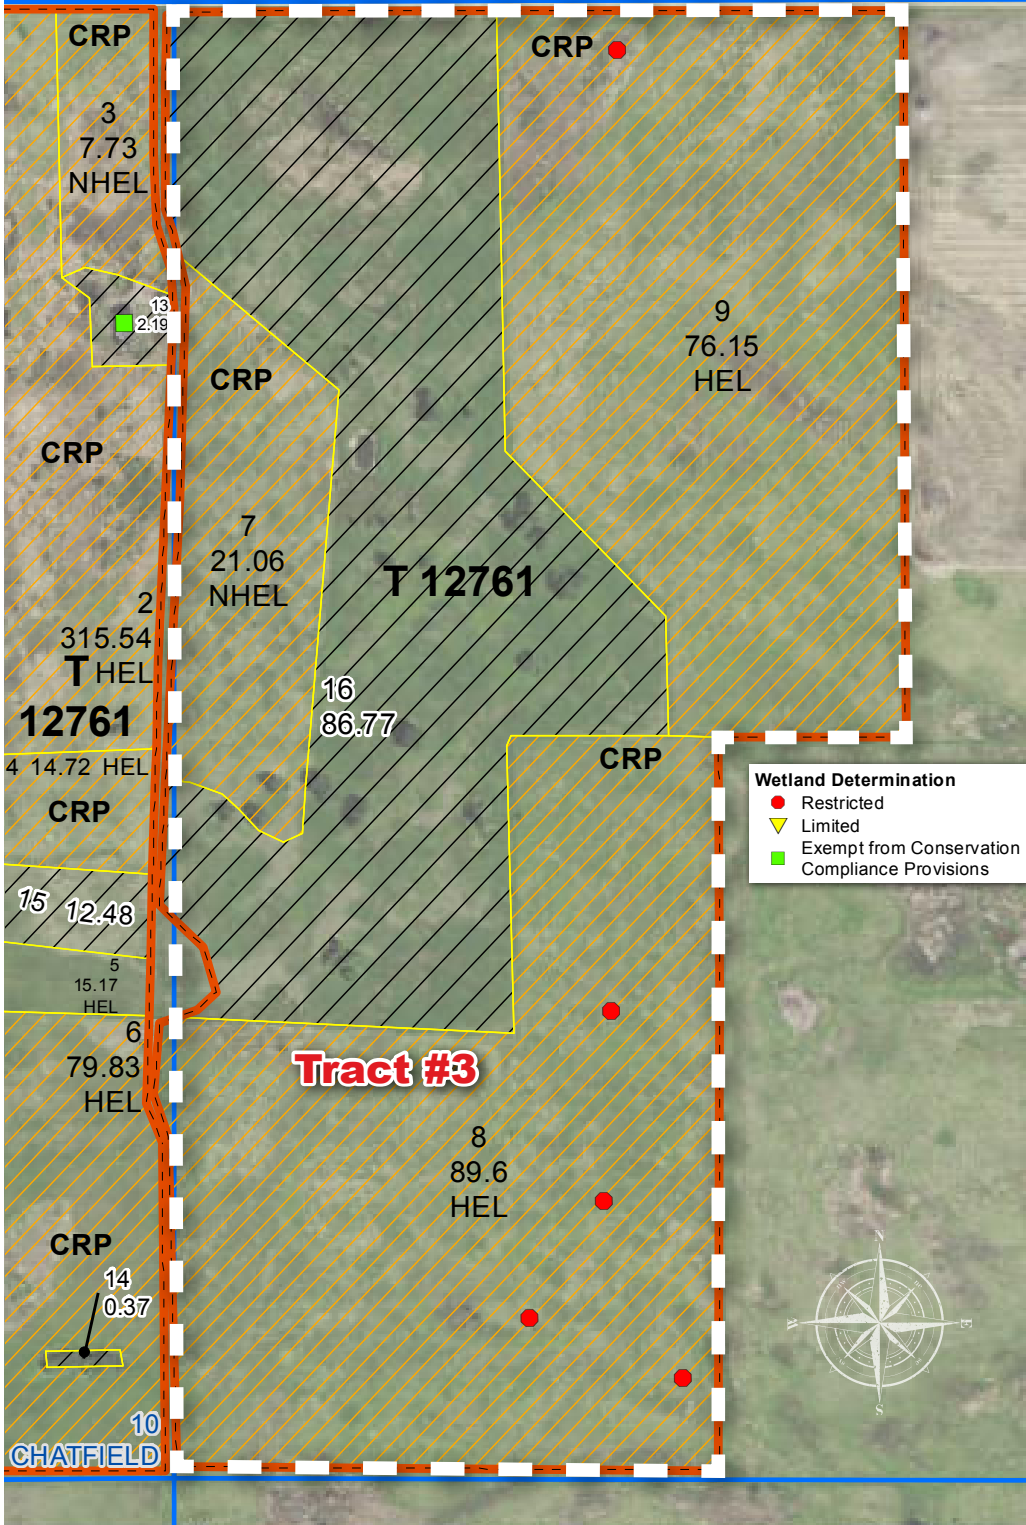 CRP
3
7.73
NHEL
CRP
13
2.19
9
76.15
HEL
CRP
CRP
7
21.06
NHEL
T 12761
2
315.54
T HEL
12761
16
86.77
4 14.72 HEL
CRP
CRP
Wetland Determination
Restricted
Limited
Exempt from Conservation
Compliance Provisions
15 12.48
5
15.17
HEL
6
79.83
HEL
Tract #3
8
89.6
HEL
CRP
14
0.37
N
W
E
S
10
CHATFIELD